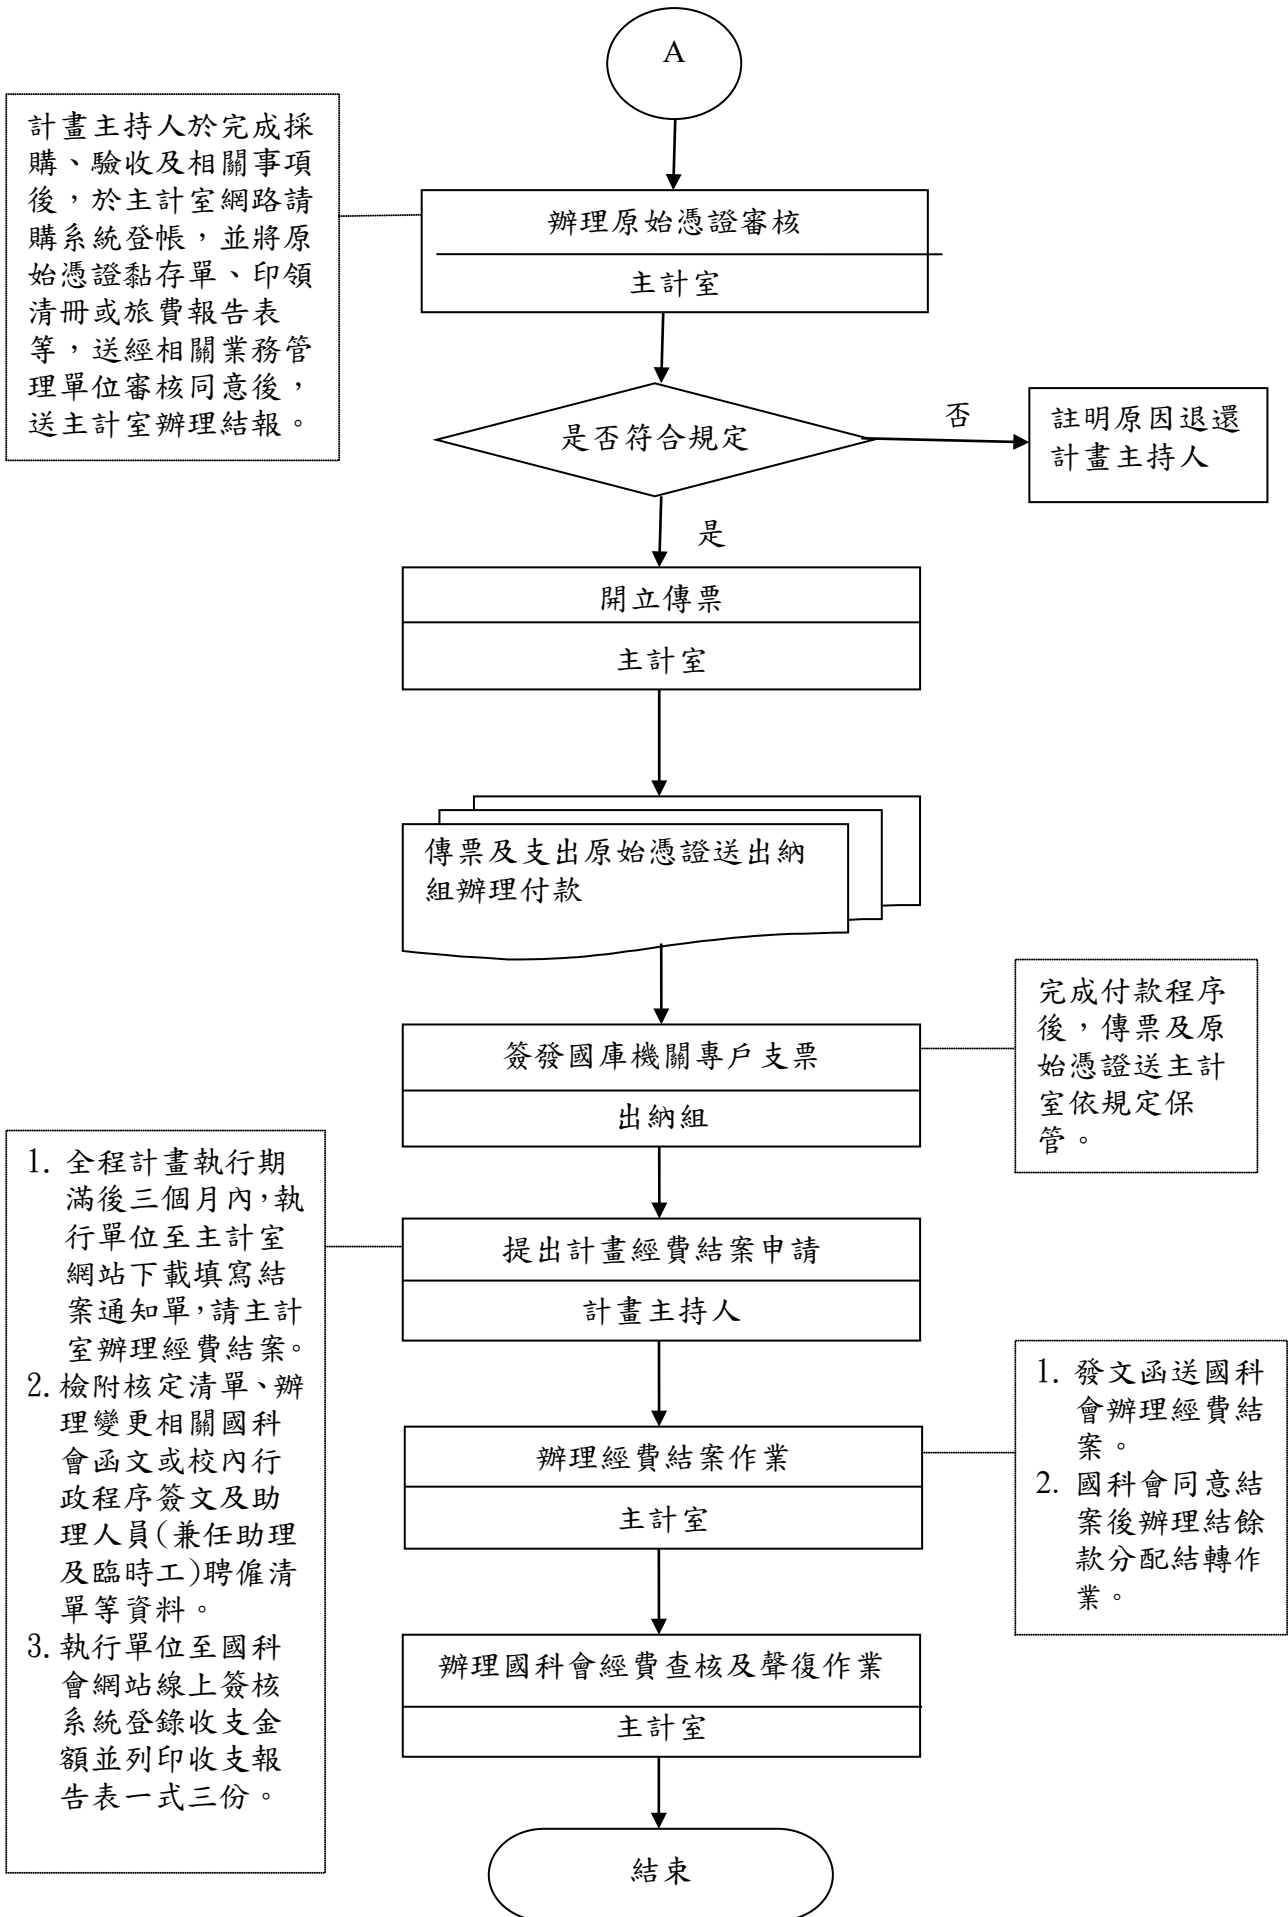 A
計畫主持人於完成採
購、驗收及相關事項
後，於主計室網路請
購系統登帳，並將原
始憑證黏存單、印領
清冊或旅費報告表
等，送經相關業務管
理單位審核同意後，
送主計室辦理結報。
辦理原始憑證審核
主計室
是否符合規定
否
註明原因退還
計畫主持人
是
開立傳票
主計室
傳票及支出原始憑證送出納
組辦理付款
簽發國庫機關專戶支票
出納組
完成付款程序
後，傳票及原
始憑證送主計
室依規定保
管。
1. 全程計畫執行期
滿後三個月內，執
行單位至主計室
網站下載填寫結
案通知單，請主計
室辦理經費結案。
2. 檢附核定清單、辦
理變更相關國科
會函文或校內行
政程序簽文及助
理人員(兼任助理
及臨時工)聘僱清
單等資料。
3. 執行單位至國科
會網站線上簽核
系統登錄收支金
額並列印收支報
告表一式三份。
提出計畫經費結案申請
計畫主持人
辦理經費結案作業
主計室
1. 發文函送國科
會辦理經費結
案。
2. 國科會同意結
案後辦理結餘
款分配結轉作
業。
辦理國科會經費查核及聲復作業
主計室
結束